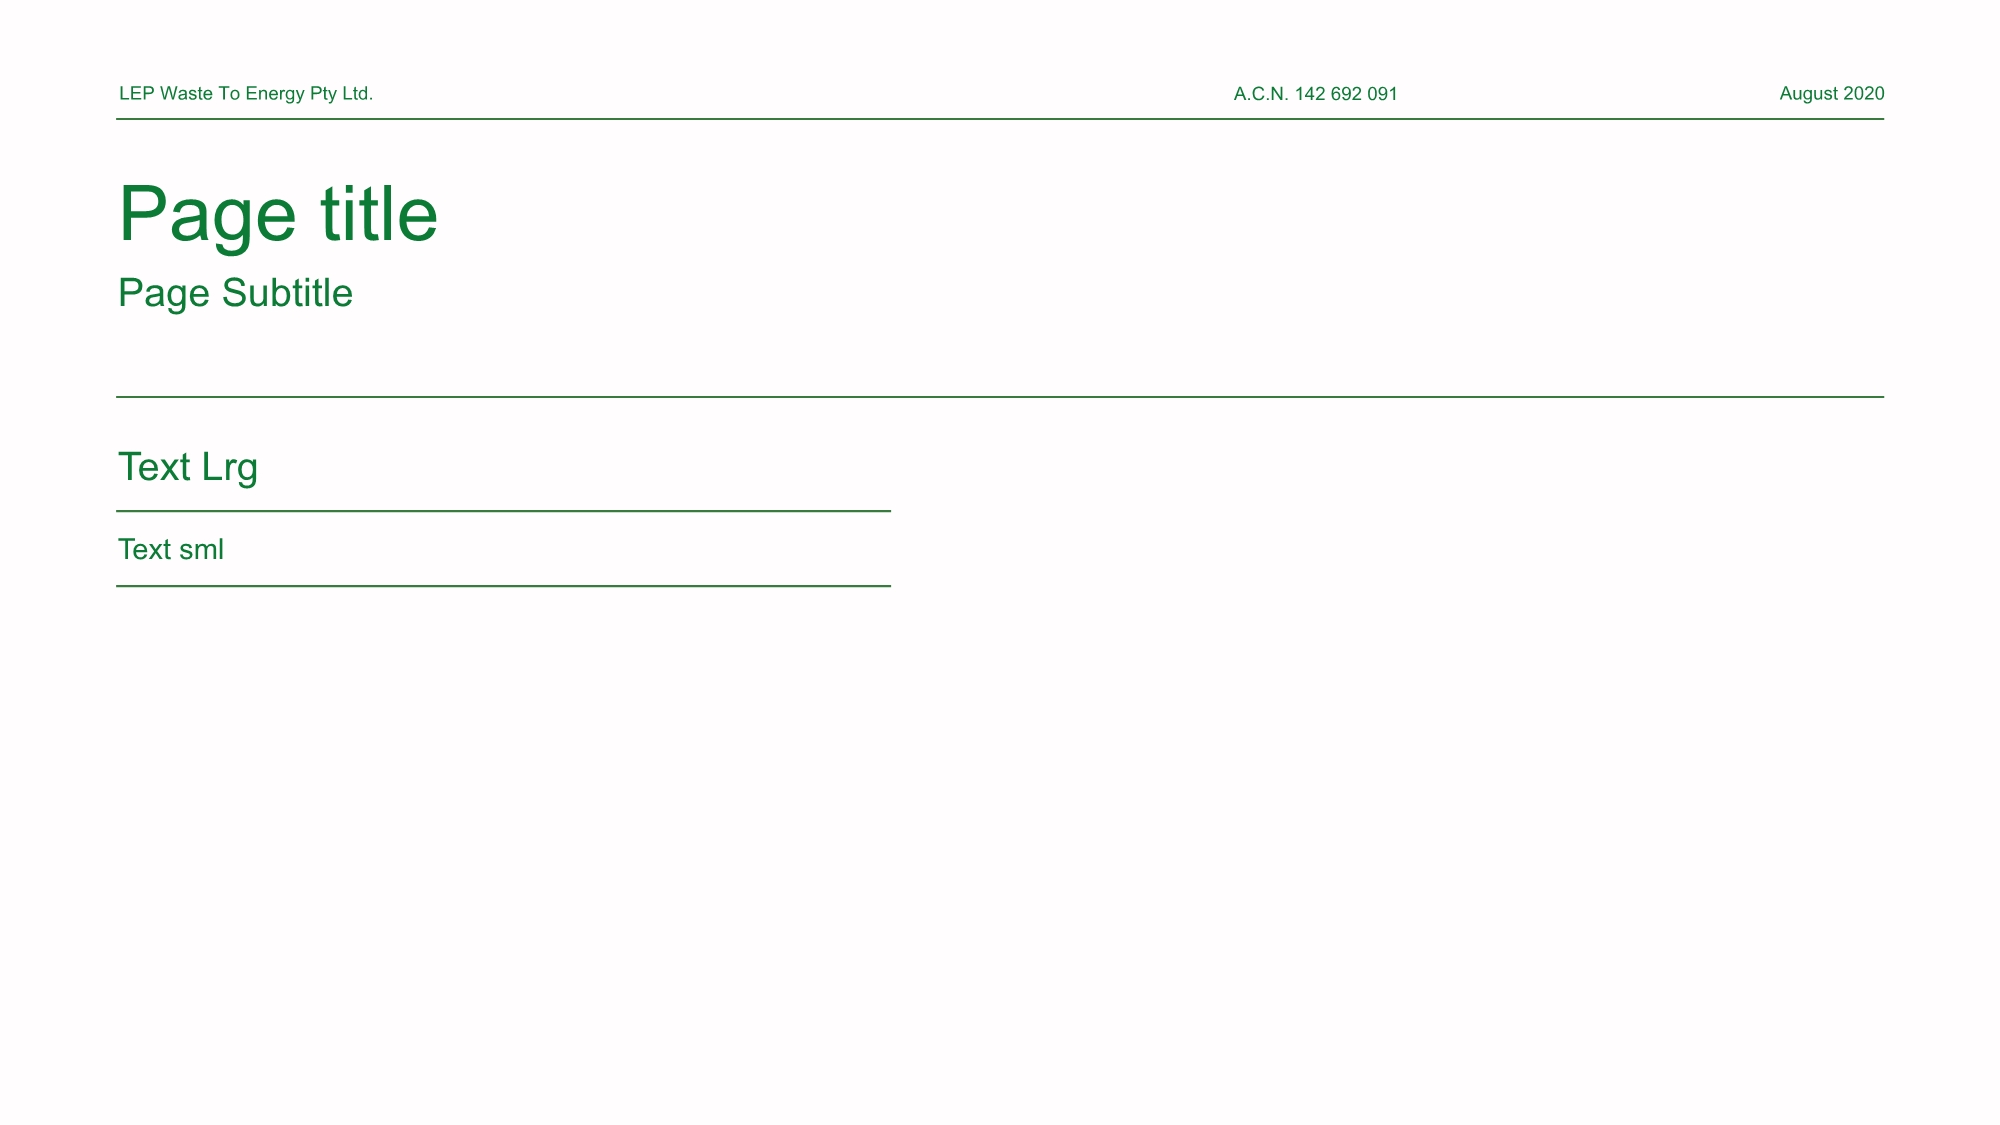 LEP Waste To Energy Pty Ltd. A.C.N. 142 692 091 August 2020
Page title
Page Subtitle
Text Lrg
Text sml